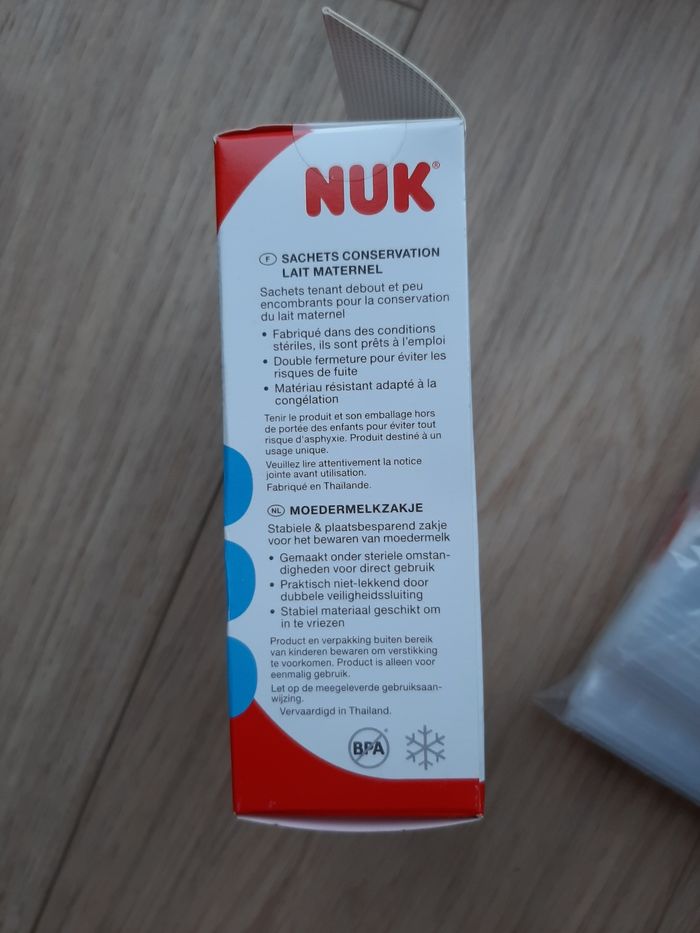 NUK®
F SACHETS CONSERVATION
LAIT MATERNEL
Sachets tenant debout et peu
encombrants pour la conservation
du lait maternel
• Fabriqué dans des conditions
stériles, ils sont prêts à l'emploi
• Double fermeture pour éviter les
risques de fuite
• Matériau résistant adapté à la
congélation
Tenir le produit et son emballage hors
de portée des enfants pour éviter tout
risque d'asphyxie. Produit destiné à un
usage unique.
Veuillez lire attentivement la notice
jointe avant utilisation.
Fabriqué en Thaïlande.
NL MOEDERMELKZAKJE
Stabiele & plaatsbesparend zakje
voor het bewaren van moedermelk
• Gemaakt onder steriele omstan-
digheden voor direct gebruik
• Praktisch niet-lekkend door
dubbele veiligheidssluiting
• Stabiel materiaal geschikt om
in te vriezen
Product en verpakking buiten bereik
van kinderen bewaren om verstikking
te voorkomen. Product is alleen voor
eenmalig gebruik.
Let op de meegeleverde gebruiksaan-
wijzing.
Vervaardigd in Thailand.
BPA